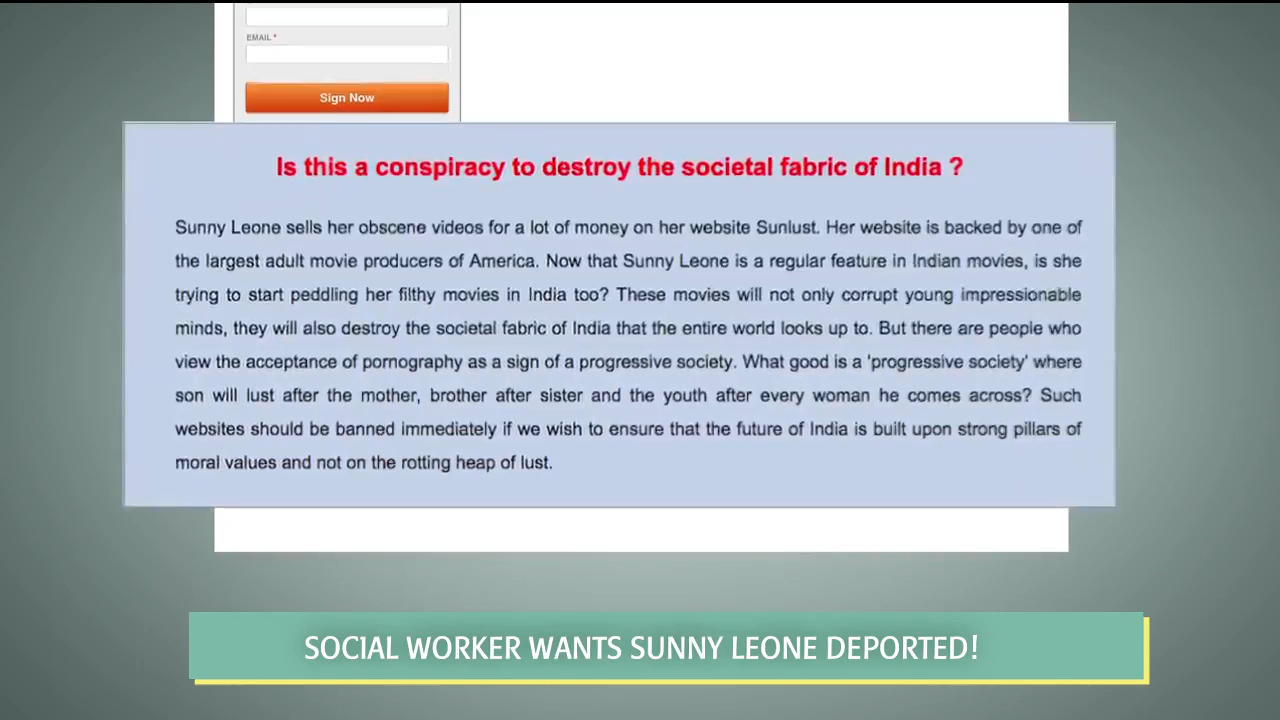 EMAIL *
Sign Now
Is this a conspiracy to destroy the societal fabric of India ?
Sunny Leone sells her obscene videos for a lot of money on her website Sunlust. Her website is backed by one of
the largest adult movie producers of America. Now that Sunny Leone is a regular feature in Indian movies, is she
trying to start peddling her filthy movies in India too? These movies will not only corrupt young impressionable
minds, they will also destroy the societal fabric of India that the entire world looks up to. But there are people who
view the acceptance of pornography as a sign of a progressive society. What good is a 'progressive society' where
son will lust after the mother, brother after sister and the youth after every woman he comes across? Such
websites should be banned immediately if we wish to ensure that the future of India is built upon strong pillars of
moral values and not on the rotting heap of lust.
SOCIAL WORKER WANTS SUNNY LEONE DEPORTED!